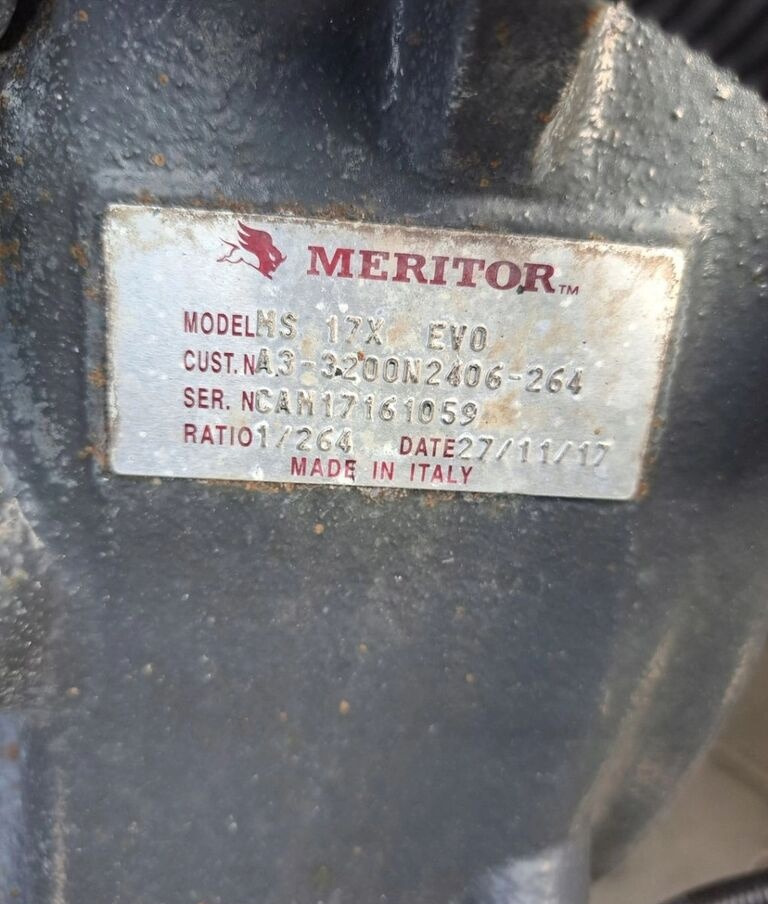 MERITOR™
MODEL MS 17X EVO
CUST. N A3-3200N2406-264
SER. N CAM17161059
RATIO 1/264 DATE 27/11/17
MADE IN ITALY